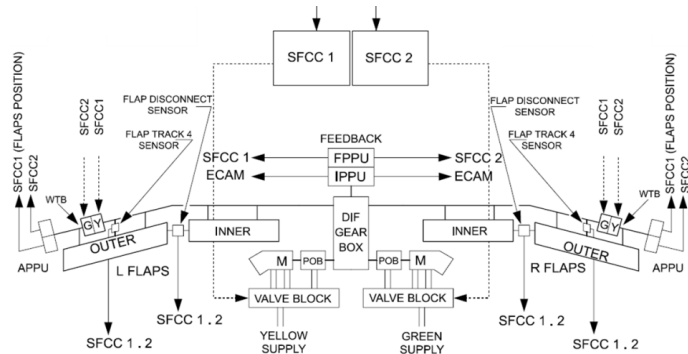 SFCC 1
SFCC 2
FLAP DISCONNECT
SENSOR
FLAP DISCONNECT
SENSOR
SFCC1 (FLAPS POSITION)
SFCC2
SFCC2
SFCC1
FLAP TRACK 4
SENSOR
FEEDBACK
SFCC 1
FPPU
SFCC 2
ECAM
IPPU
ECAM
FLAP TRACK 4
SENSOR
SFCC1
SFCC2
SFCC1 (FLAPS POSITION)
SFCC2
WTB
G Y
OUTER
INNER
DIF
GEAR
BOX
INNER
OUTER
G Y
WTB
APPU
L FLAPS
M
POB
POB
M
R FLAPS
APPU
VALVE BLOCK
VALVE BLOCK
SFCC 1 . 2
SFCC 1 . 2
YELLOW
SUPPLY
GREEN
SUPPLY
SFCC 1 . 2
SFCC 1 . 2